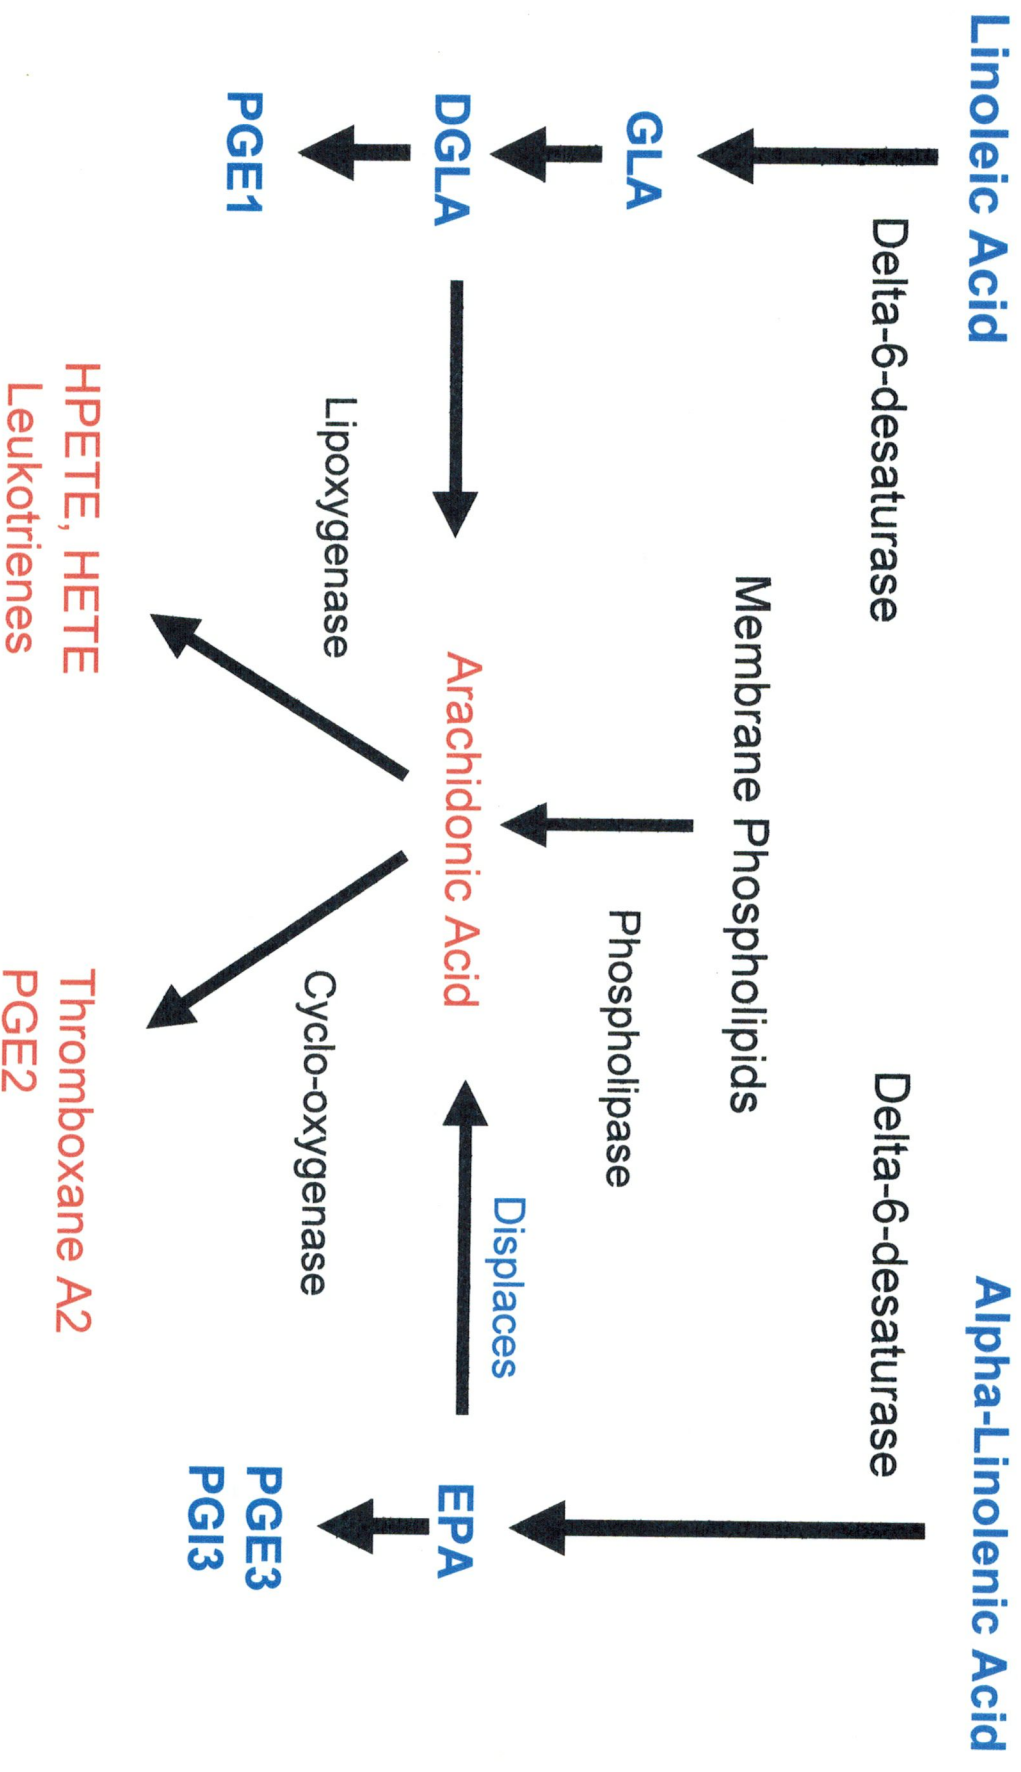 Linoleic Acid
Alpha-Linolenic Acid
Delta-6-desaturase
Delta-6-desaturase
Membrane Phospholipids
GLA
Phospholipase
Displaces
DGLA
Arachidonic Acid
EPA
Lipoxygenase
Cyclo-oxygenase
PGE1
PGE3
PGI3
HPETE, HETE
Leukotrienes
Thromboxane A2
PGE2